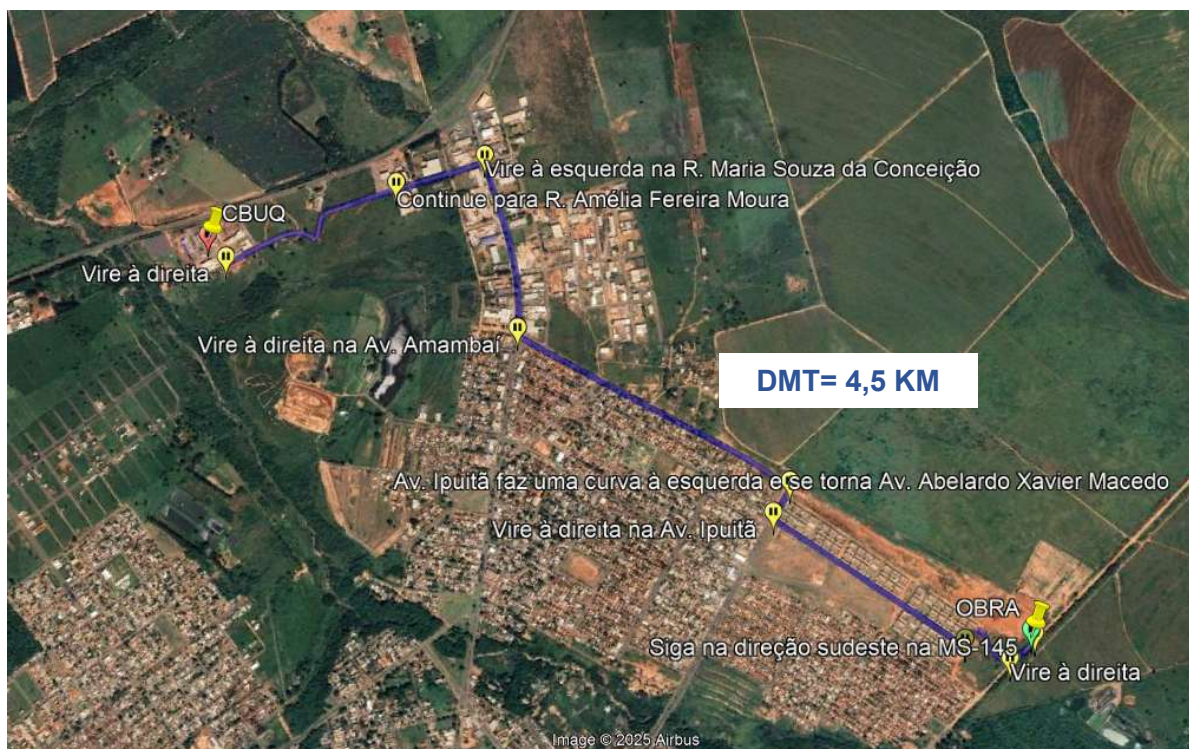 Vire à esquerda na R. Maria Souza da Conceição
Continue para R. Amélia Fereira Moura
CBUQ
Vire à direita
Vire à direita na Av. Amambaí
DMT= 4,5 KM
Av. Ipuitã faz uma curva à esquerda e se torna Av. Abelardo Xavier Macedo
Vire à direita na Av. Ipuitã
OBRA
Siga na direção sudeste na MS-145
Vire à direita
Image © 2025 Airbus